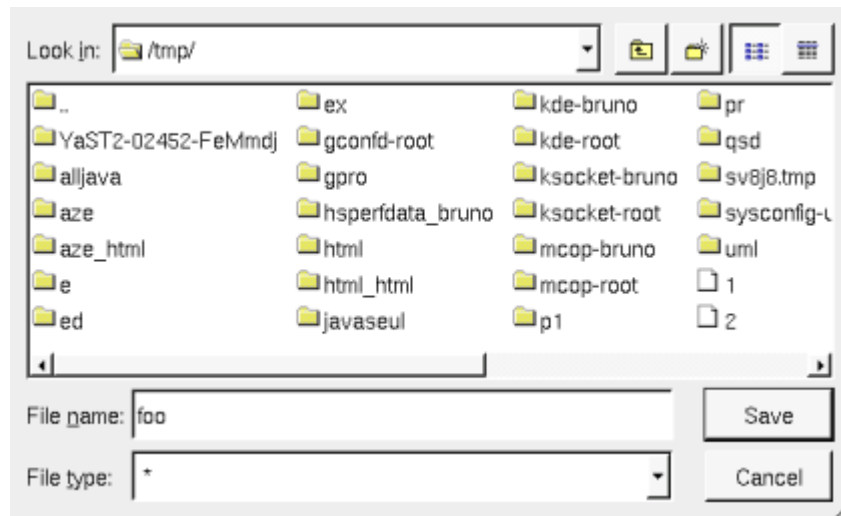 Look in: /tmp/
.. ex kde-bruno pr
YaST2-02452-FeMmdj gconfd-root kde-root qsd
alljava gpro ksocket-bruno sv8j8.tmp
aze hsperfdata_bruno ksocket-root sysconfig-u
aze_html html mcop-bruno uml
e html_html mcop-root 1
ed javaseul p1 2
File name: foo Save
File type: * Cancel